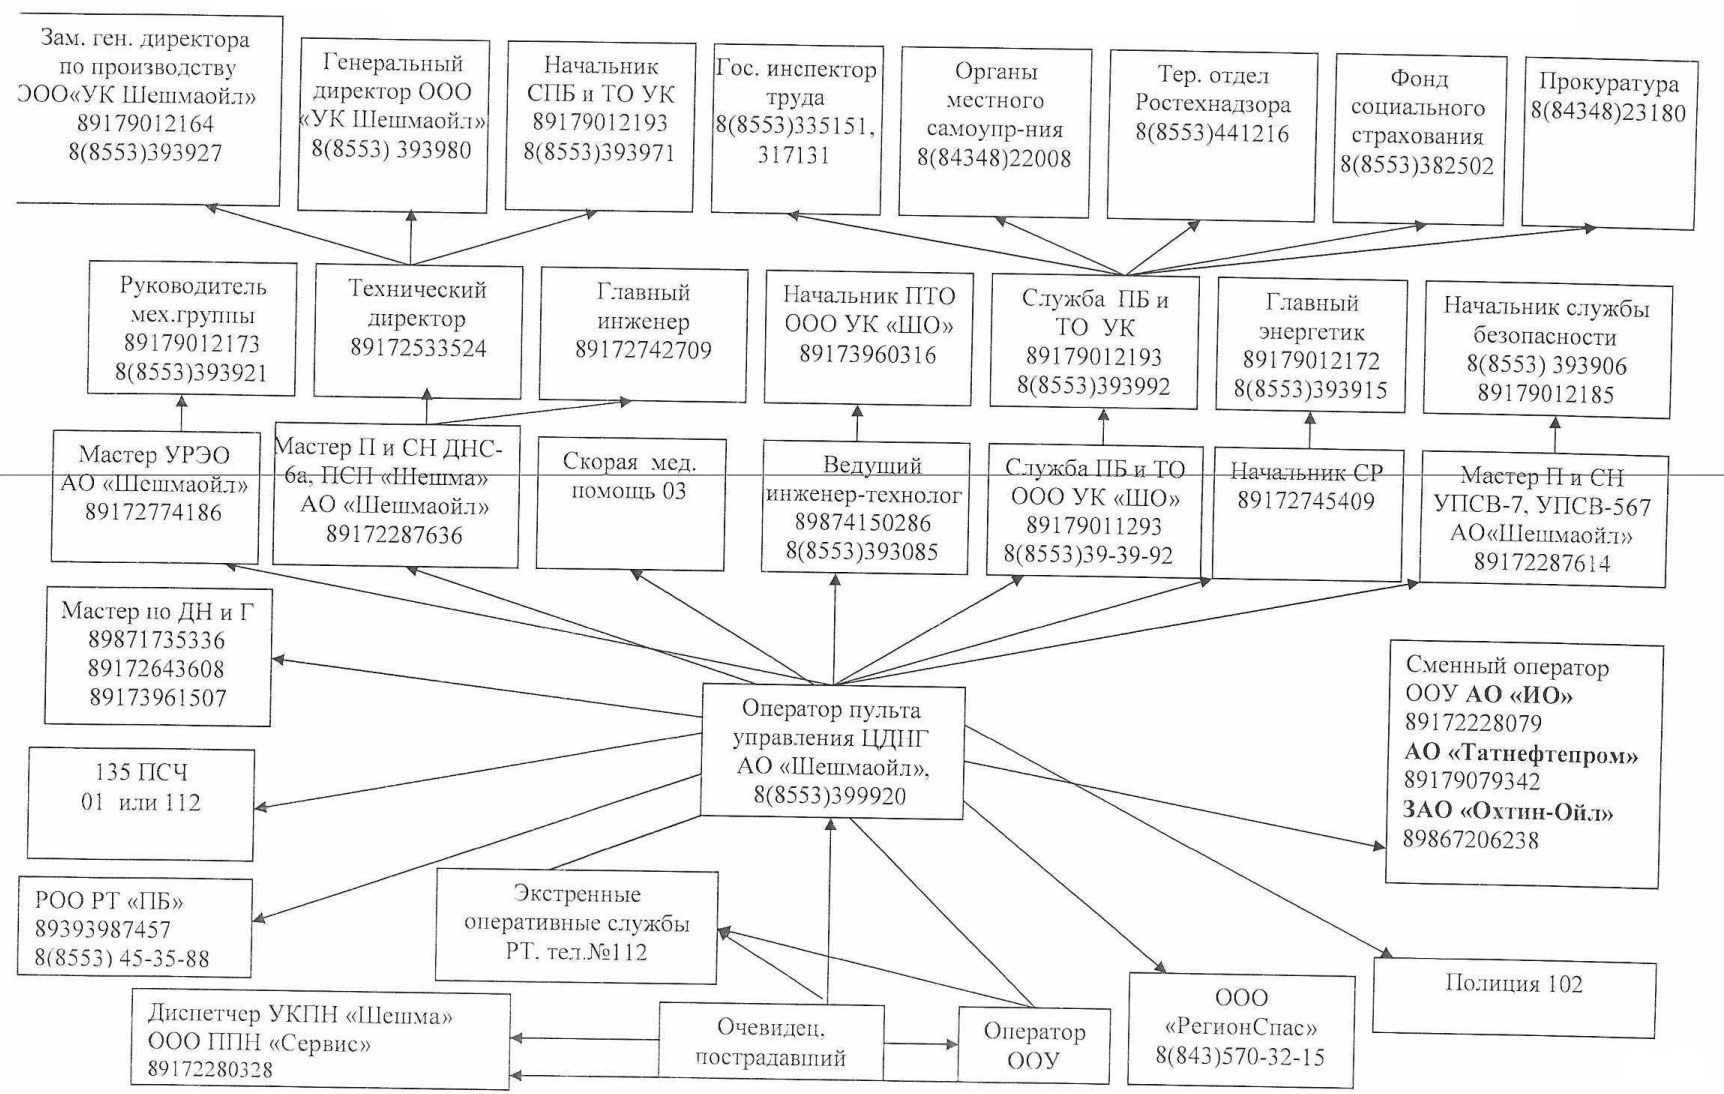 Зам. ген. директора
по производству
ООО«УК Шешмаойл»
89179012164
8(8553)393927
Генеральный
директор ООО
«УК Шешмаойл»
8(8553) 393980
Начальник
СПБ и ТО УК
89179012193
8(8553)393971
Гос. инспектор
труда
8(8553)335151,
317131
Органы
местного
самоупр-ния
8(84348)22008
Тер. отдел
Ростехнадзора
8(8553)441216
Фонд
социального
страхования
8(8553)382502
Прокуратура
8(84348)23180
Руководитель
мех.группы
89179012173
8(8553)393921
Технический
директор
89172533524
Главный
инженер
89172742709
Начальник ПТО
ООО УК «ШО»
89173960316
Служба ПБ и
ТО УК
89179012193
8(8553)393992
Главный
энергетик
89179012172
8(8553)393915
Начальник службы
безопасности
8(8553) 393906
89179012185
Мастер УРЭО
АО «Шешмаойл»
89172774186
Мастер П и СН ДНС-
6а, ПСП «Шешма»
АО «Шешмаойл»
89172287636
Скорая мед.
помощь 03
Ведущий
инженер-технолог
89874150286
8(8553)393085
Служба ПБ и ТО
ООО УК «ШО»
89179011293
8(8553)39-39-92
Начальник СР
89172745409
Мастер П и СН
УПСВ-7, УПСВ-567
АО«Шешмаойл»
89172287614
Мастер по ДН и Г
89871735336
89172643608
89173961507
Оператор пульта
управления ЦДНГ
АО «Шешмаойл»,
8(8553)399920
Сменный оператор
ООУ АО «ИО»
89172228079
АО «Татнефтепром»
89179079342
ЗАО «Охтин-Ойл»
89867206238
135 ПСЧ
01 или 112
РОО РТ «ПБ»
89393987457
8(8553) 45-35-88
Экстренные
оперативные службы
РТ. тел.№112
Диспетчер УКПН «Шешма»
ООО ППН «Сервис»
89172280328
Очевидец,
пострадавший
Оператор
ООУ
ООО
«РегионСпас»
8(843)570-32-15
Полиция 102